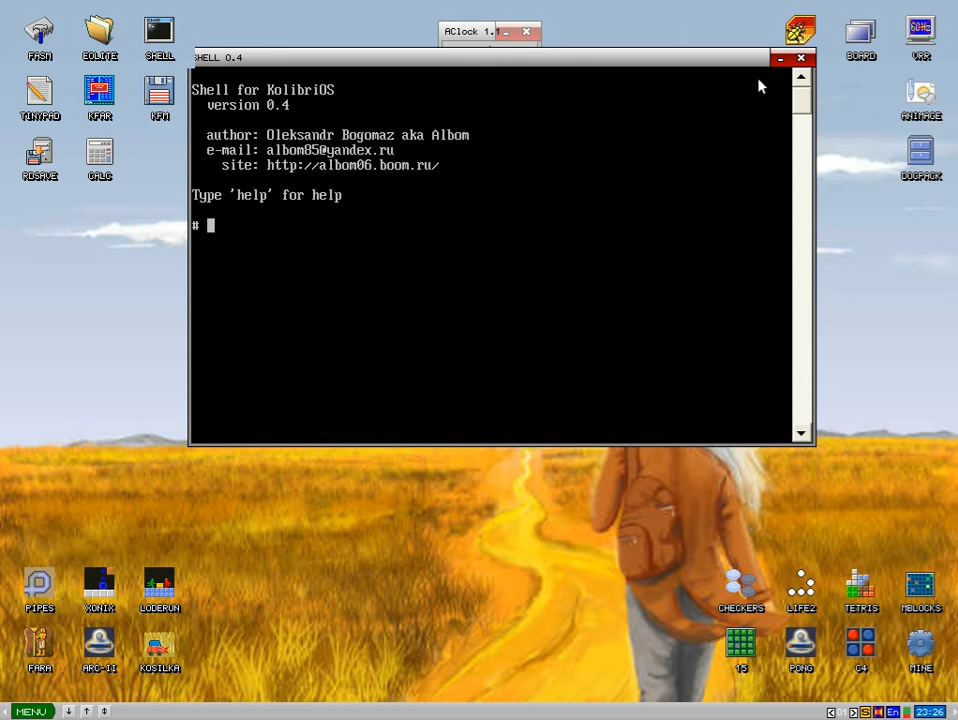 AClock 1.1
FASM
EOLITE
SHELL
BOARD
VRR
SHELL 0.4
Shell for KolibriOS
version 0.4
TINYPAD
KFAR
KFM
ANIMAGE
author: Oleksandr Bogomaz aka Albom
e-mail: albom85@yandex.ru
site: http://albom06.boom.ru/
RDSAVE
CALC
DOCPACK
Type 'help' for help
#
PIPES
XONIX
LODERUN
CHECKERS
LIFE2
TETRIS
MBLOCKS
FARA
ARC-II
KOSILKA
15
PONG
C4
MINE
MENU
01
S
En
23:26